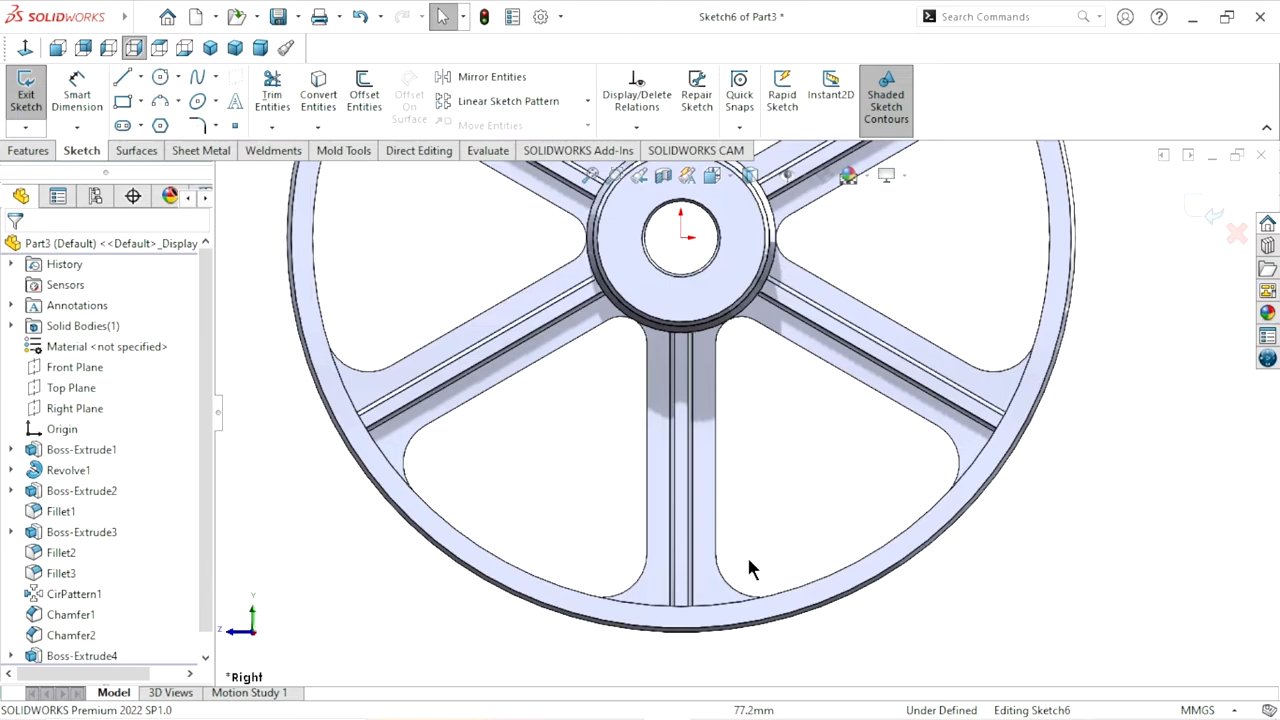 SOLIDWORKS
Sketch6 of Part3 *
Search Commands
Exit Sketch
Smart Dimension
Trim Entities
Convert Entities
Offset Entities
Offset On Surface
Mirror Entities
Linear Sketch Pattern
Move Entities
Display/Delete Relations
Repair Sketch
Quick Snaps
Rapid Sketch
Instant2D
Shaded Sketch Contours
Features
Sketch
Surfaces
Sheet Metal
Weldments
Mold Tools
Direct Editing
Evaluate
SOLIDWORKS Add-Ins
SOLIDWORKS CAM
Part3 (Default) <<Default>_Display
History
Sensors
Annotations
Solid Bodies(1)
Material <not specified>
Front Plane
Top Plane
Right Plane
Origin
Boss-Extrude1
Revolve1
Boss-Extrude2
Fillet1
Boss-Extrude3
Fillet2
Fillet3
CirPattern1
Chamfer1
Chamfer2
Boss-Extrude4
Y
Z
*Right
Model
3D Views
Motion Study 1
SOLIDWORKS Premium 2022 SP1.0
77.2mm
Under Defined
Editing Sketch6
MMGS